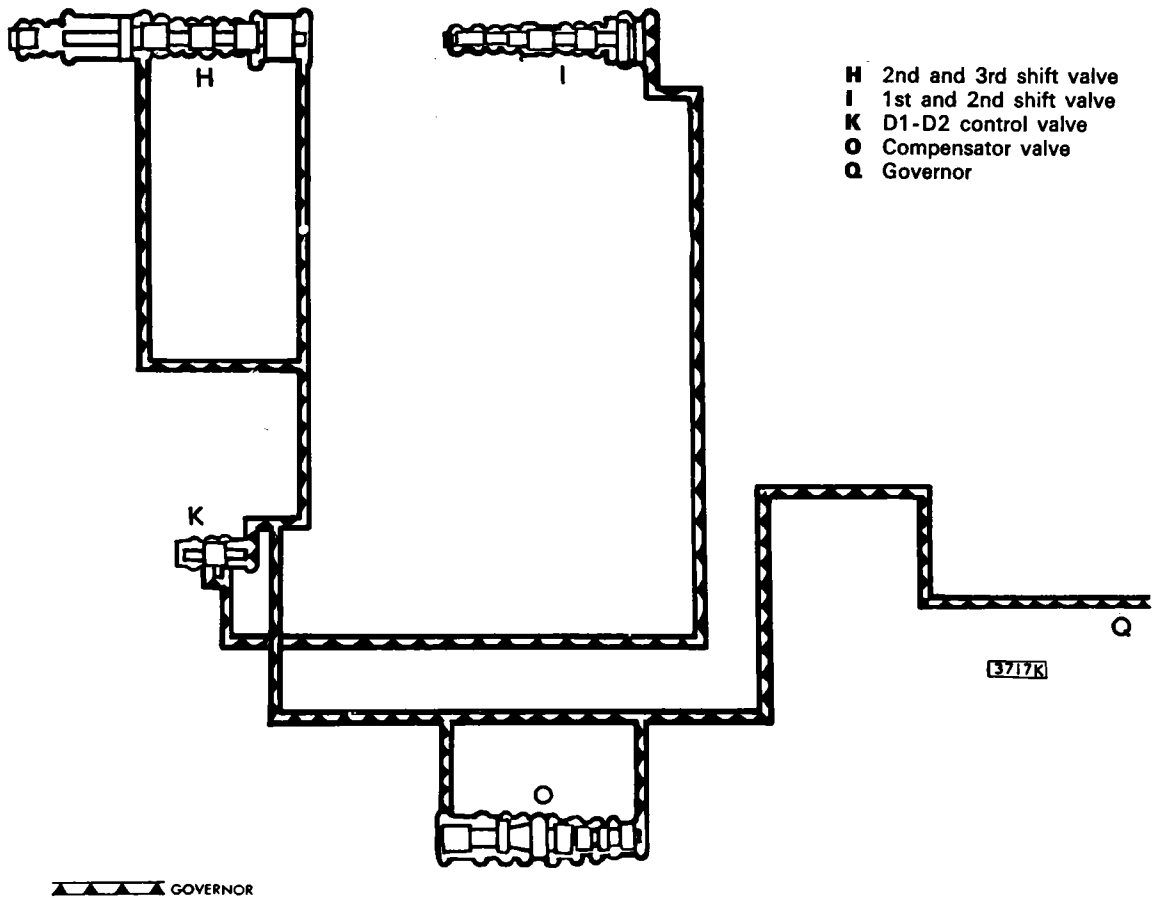 H
I
H 2nd and 3rd shift valve
I 1st and 2nd shift valve
K D1-D2 control valve
O Compensator valve
Q Governor
K
Q
3717K
O
GOVERNOR